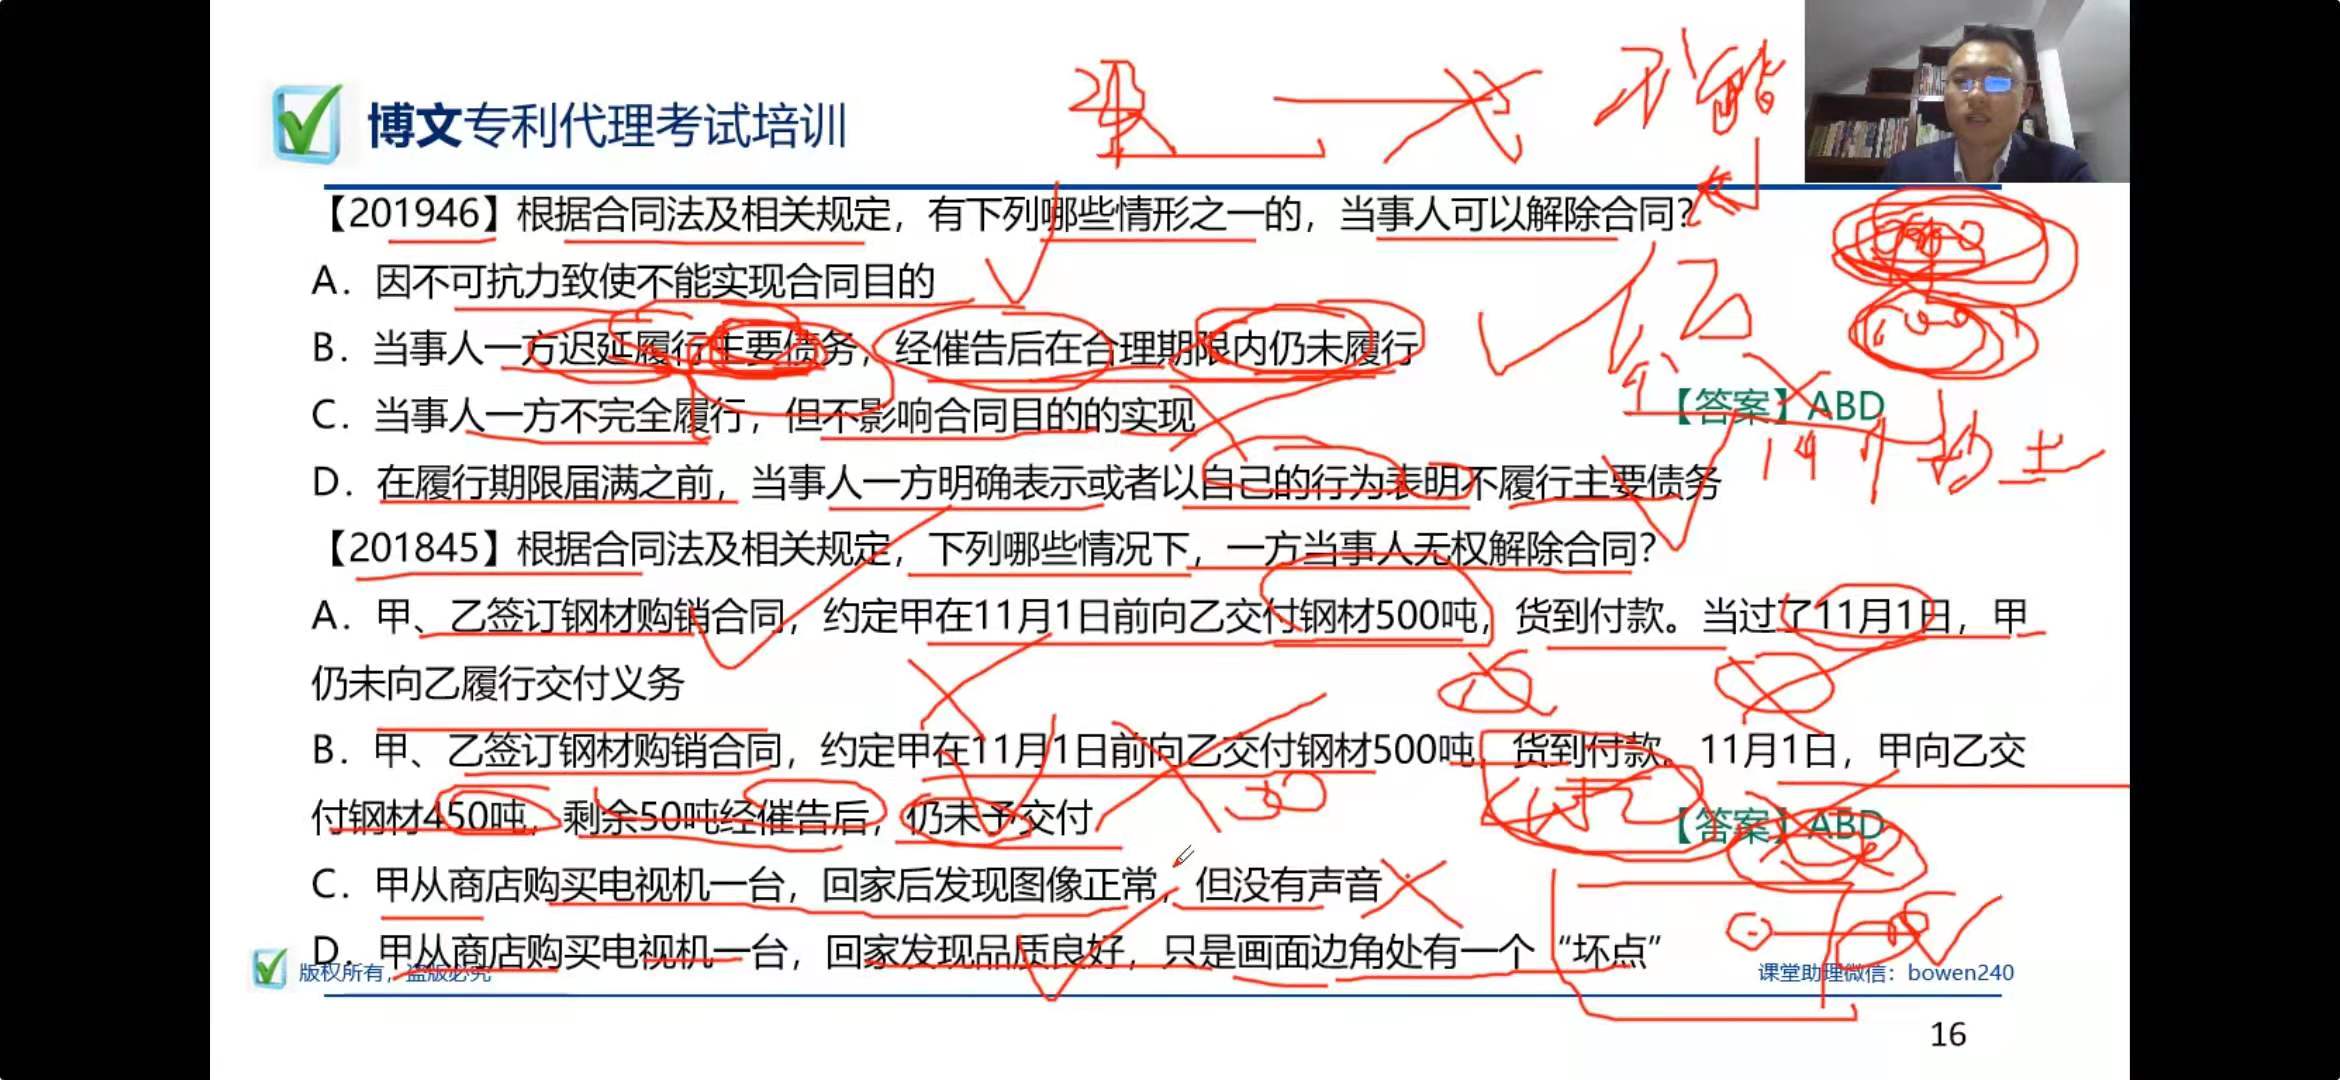 博文专利代理考试培训
【201946】根据合同法及相关规定，有下列哪些情形之一的，当事人可以解除合同？
A．因不可抗力致使不能实现合同目的
B．当事人一方迟延履行主要债务，经催告后在合理期限内仍未履行
【答案】ABD
C．当事人一方不完全履行，但不影响合同目的的实现
D．在履行期限届满之前，当事人一方明确表示或者以自己的行为表明不履行主要债务
【201845】根据合同法及相关规定，下列哪些情况下，一方当事人无权解除合同？
A．甲、乙签订钢材购销合同，约定甲在11月1日前向乙交付钢材500吨，货到付款。当过了11月1日，甲
仍未向乙履行交付义务
B．甲、乙签订钢材购销合同，约定甲在11月1日前向乙交付钢材500吨，货到付款。11月1日，甲向乙交
付钢材450吨，剩余50吨经催告后，仍未予交付
【答案】ABD
C．甲从商店购买电视机一台，回家后发现图像正常，但没有声音
D．甲从商店购买电视机一台，回家发现品质良好，只是画面边角处有一个“坏点”
版权所有，盗版必究
课堂助理微信：bowen240
16